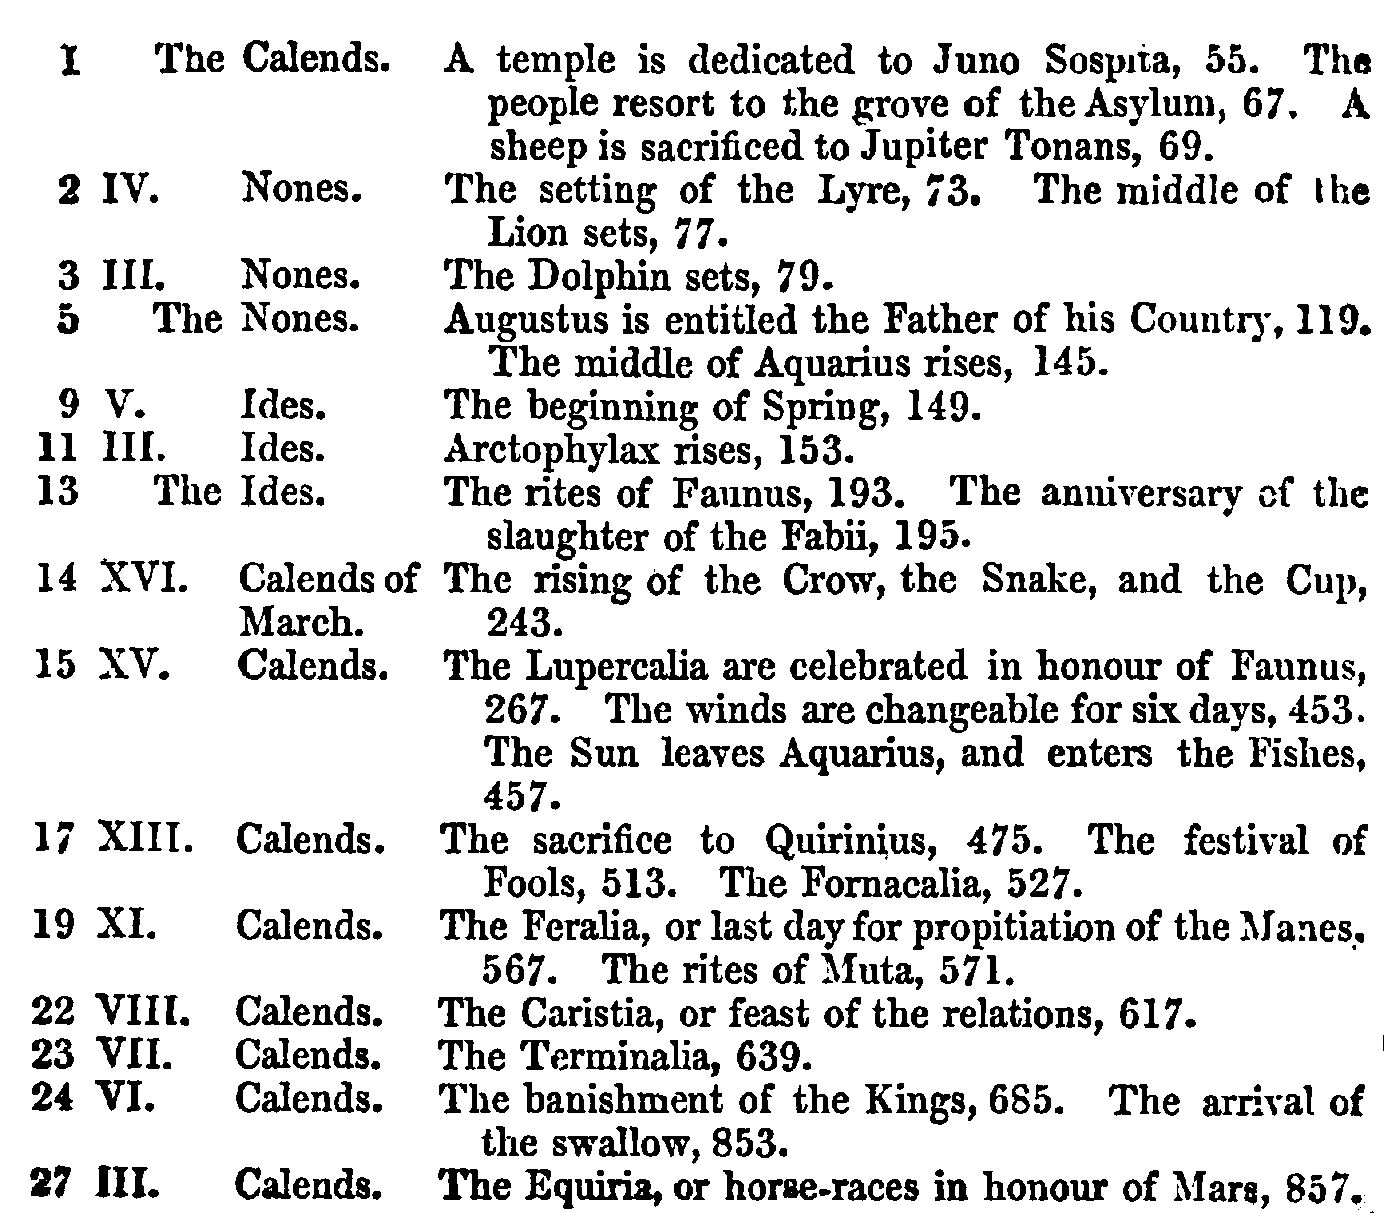 1 The Calends. A temple is dedicated to Juno Sospita, 55. The
people resort to the grove of the Asylum, 67. A
sheep is sacrificed to Jupiter Tonans, 69.
2 IV. Nones. The setting of the Lyre, 73. The middle of the
Lion sets, 77.
3 III. Nones. The Dolphin sets, 79.
5 The Nones. Augustus is entitled the Father of his Country, 119.
The middle of Aquarius rises, 145.
9 V. Ides. The beginning of Spring, 149.
11 III. Ides. Arctophylax rises, 153.
13 The Ides. The rites of Faunus, 193. The anniversary of the
slaughter of the Fabii, 195.
14 XVI. Calends of The rising of the Crow, the Snake, and the Cup,
March. 243.
15 XV. Calends. The Lupercalia are celebrated in honour of Faunus,
267. The winds are changeable for six days, 453.
The Sun leaves Aquarius, and enters the Fishes,
457.
17 XIII. Calends. The sacrifice to Quirinius, 475. The festival of
Fools, 513. The Fornacalia, 527.
19 XI. Calends. The Feralia, or last day for propitiation of the Manes,
567. The rites of Muta, 571.
22 VIII. Calends. The Caristia, or feast of the relations, 617.
23 VII. Calends. The Terminalia, 639.
24 VI. Calends. The banishment of the Kings, 685. The arrival of
the swallow, 853.
27 III. Calends. The Equiria, or horse-races in honour of Mars, 857.